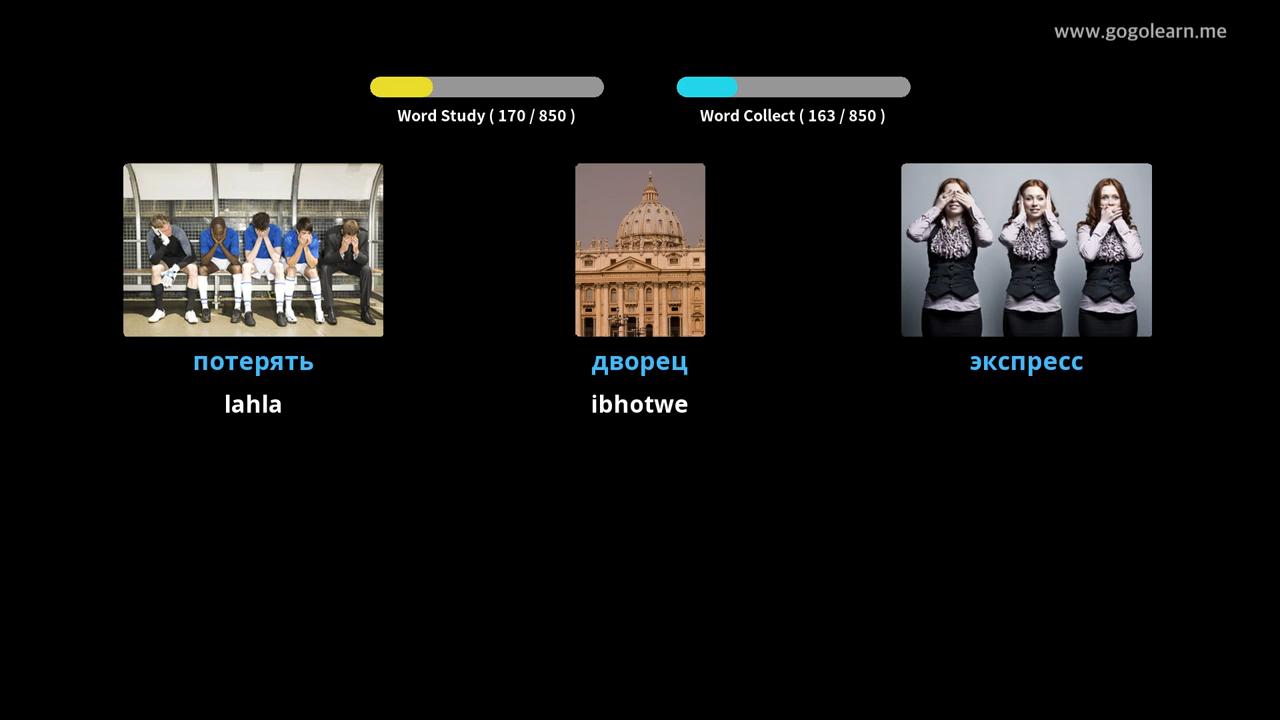 www.gogolearn.me
Word Study ( 170 / 850 )
Word Collect ( 163 / 850 )
потерять
дворец
экспресс
lahla
ibhotwe